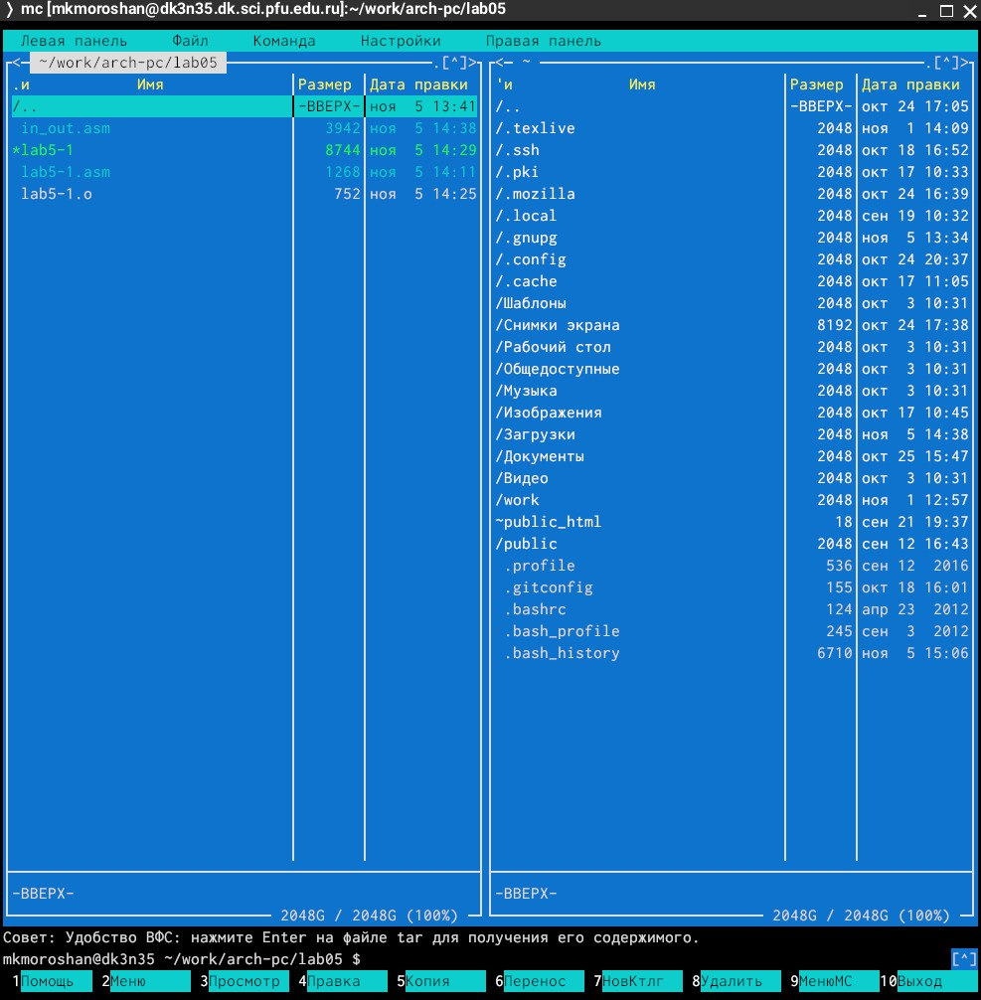 mc [mkmoroshan@dk3n35.dk.sci.pfu.edu.ru]:~/work/arch-pc/lab05
Левая панель Файл Команда Настройки Правая панель
<─ ~/work/arch-pc/lab05 .[^]>
.и Имя Размер Дата правки
/.. -ВВЕРХ- ноя 5 13:41
in_out.asm 3942 ноя 5 14:38
*lab5-1 8744 ноя 5 14:29
lab5-1.asm 1268 ноя 5 14:11
lab5-1.o 752 ноя 5 14:25
-ВВЕРХ-
2048G / 2048G (100%)
<─ ~ .[^]>
'и Имя Размер Дата правки
/.. -ВВЕРХ- окт 24 17:05
/.texlive 2048 ноя 1 14:09
/.ssh 2048 окт 18 16:52
/.pki 2048 окт 17 10:33
/.mozilla 2048 окт 24 16:39
/.local 2048 сен 19 10:32
/.gnupg 2048 ноя 5 13:34
/.config 2048 окт 24 20:37
/.cache 2048 окт 17 11:05
/Шаблоны 2048 окт 3 10:31
/Снимки экрана 8192 окт 24 17:38
/Рабочий стол 2048 окт 3 10:31
/Общедоступные 2048 окт 3 10:31
/Музыка 2048 окт 3 10:31
/Изображения 2048 окт 17 10:45
/Загрузки 2048 ноя 5 14:38
/Документы 2048 окт 25 15:47
/Видео 2048 окт 3 10:31
/work 2048 ноя 1 12:57
~public_html 18 сен 21 19:37
/public 2048 сен 12 16:43
.profile 536 сен 12 2016
.gitconfig 155 окт 18 16:01
.bashrc 124 апр 23 2012
.bash_profile 245 сен 3 2012
.bash_history 6710 ноя 5 15:06
-ВВЕРХ-
2048G / 2048G (100%)
Совет: Удобство ВФС: нажмите Enter на файле tar для получения его содержимого.
mkmoroshan@dk3n35 ~/work/arch-pc/lab05 $ [^]
1Помощь 2Меню 3Просмотр 4Правка 5Копия 6Перенос 7НовКтлг 8Удалить 9МенюMC 10Выход